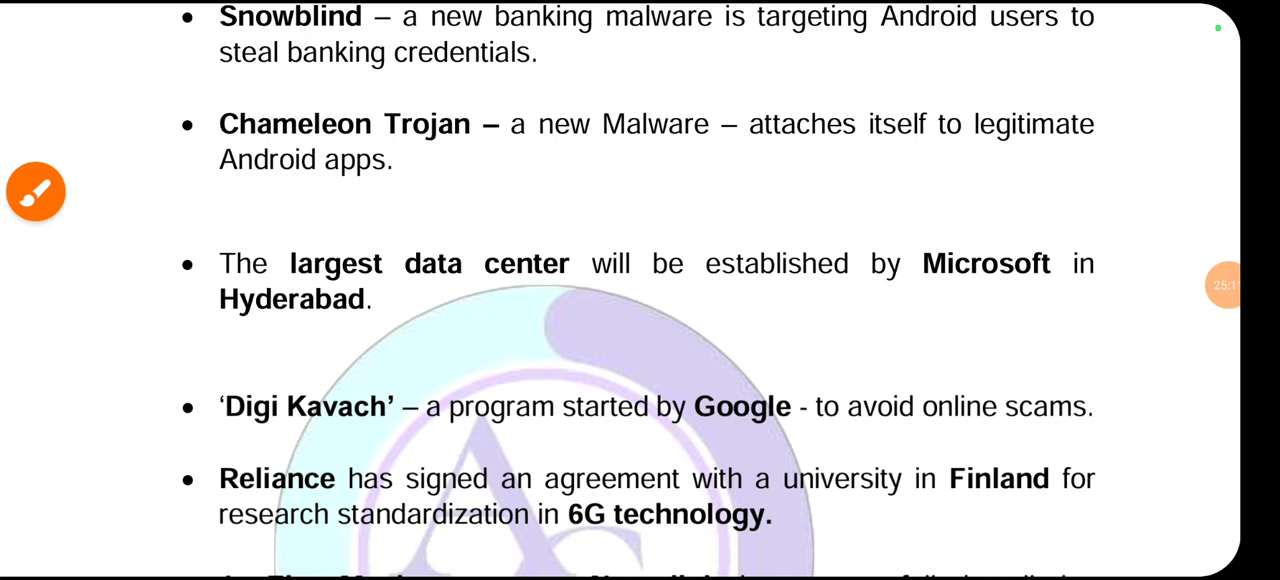 • Snowblind – a new banking malware is targeting Android users to
steal banking credentials.
• Chameleon Trojan – a new Malware – attaches itself to legitimate
Android apps.
• The largest data center will be established by Microsoft in
Hyderabad.
• ‘Digi Kavach’ – a program started by Google - to avoid online scams.
• Reliance has signed an agreement with a university in Finland for
research standardization in 6G technology.